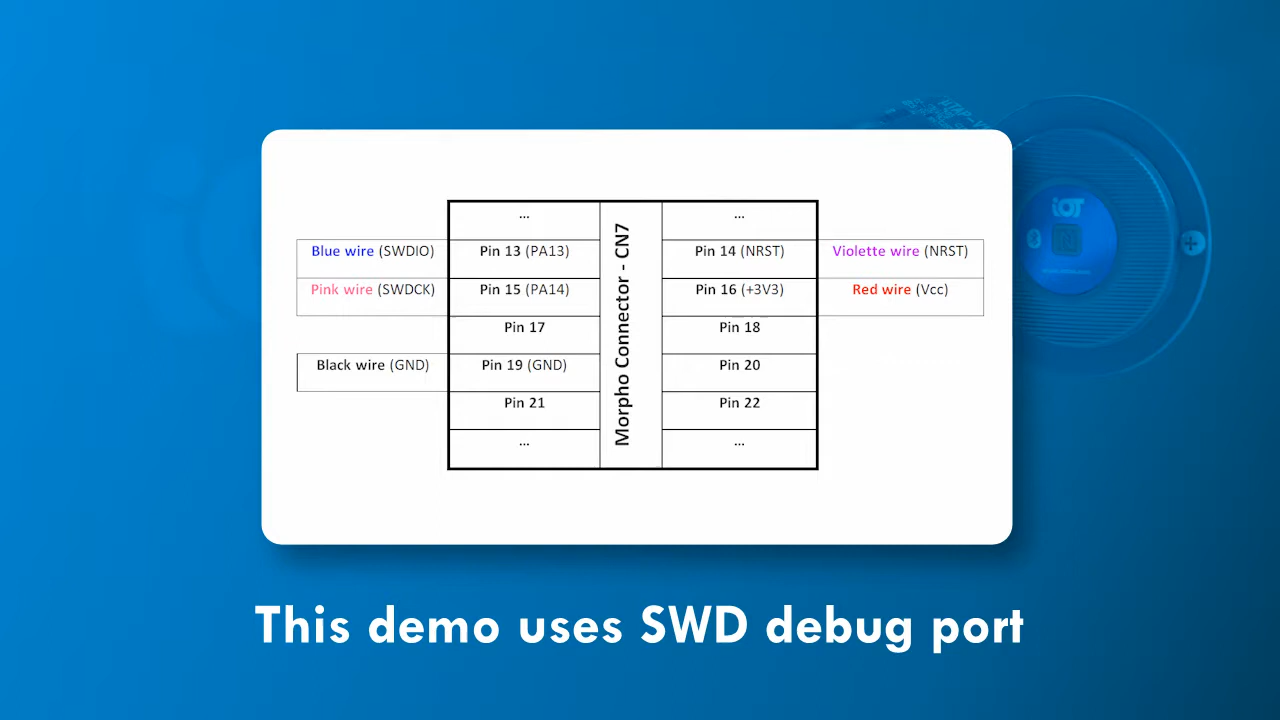 ... ...
Blue wire (SWDIO) Pin 13 (PA13) Pin 14 (NRST) Violette wire (NRST)
Pink wire (SWDCK) Pin 15 (PA14) Pin 16 (+3V3) Red wire (Vcc)
Pin 17 Pin 18
Black wire (GND) Pin 19 (GND) Pin 20
Pin 21 Pin 22
... ...
Morpho Connector - CN7
iOT
This demo uses SWD debug port